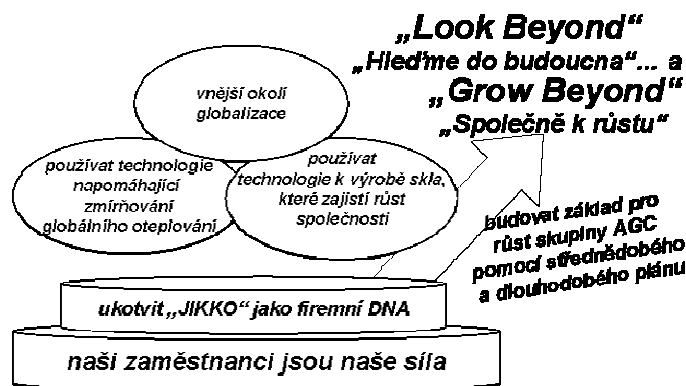 „Look Beyond“
„Hleďme do budoucna“... a
„Grow Beyond“
„Společně k růstu“
vnější okolí
globalizace
používat technologie
napomáhající
zmírňování
globálního oteplování
používat
technologie k výrobě skla,
které zajistí růst
společnosti
budovat základ pro
růst skupiny AGC
pomocí střednědobého
a dlouhodobého plánu
ukotvit „JIKKO“ jako firemní DNA
naši zaměstnanci jsou naše síla